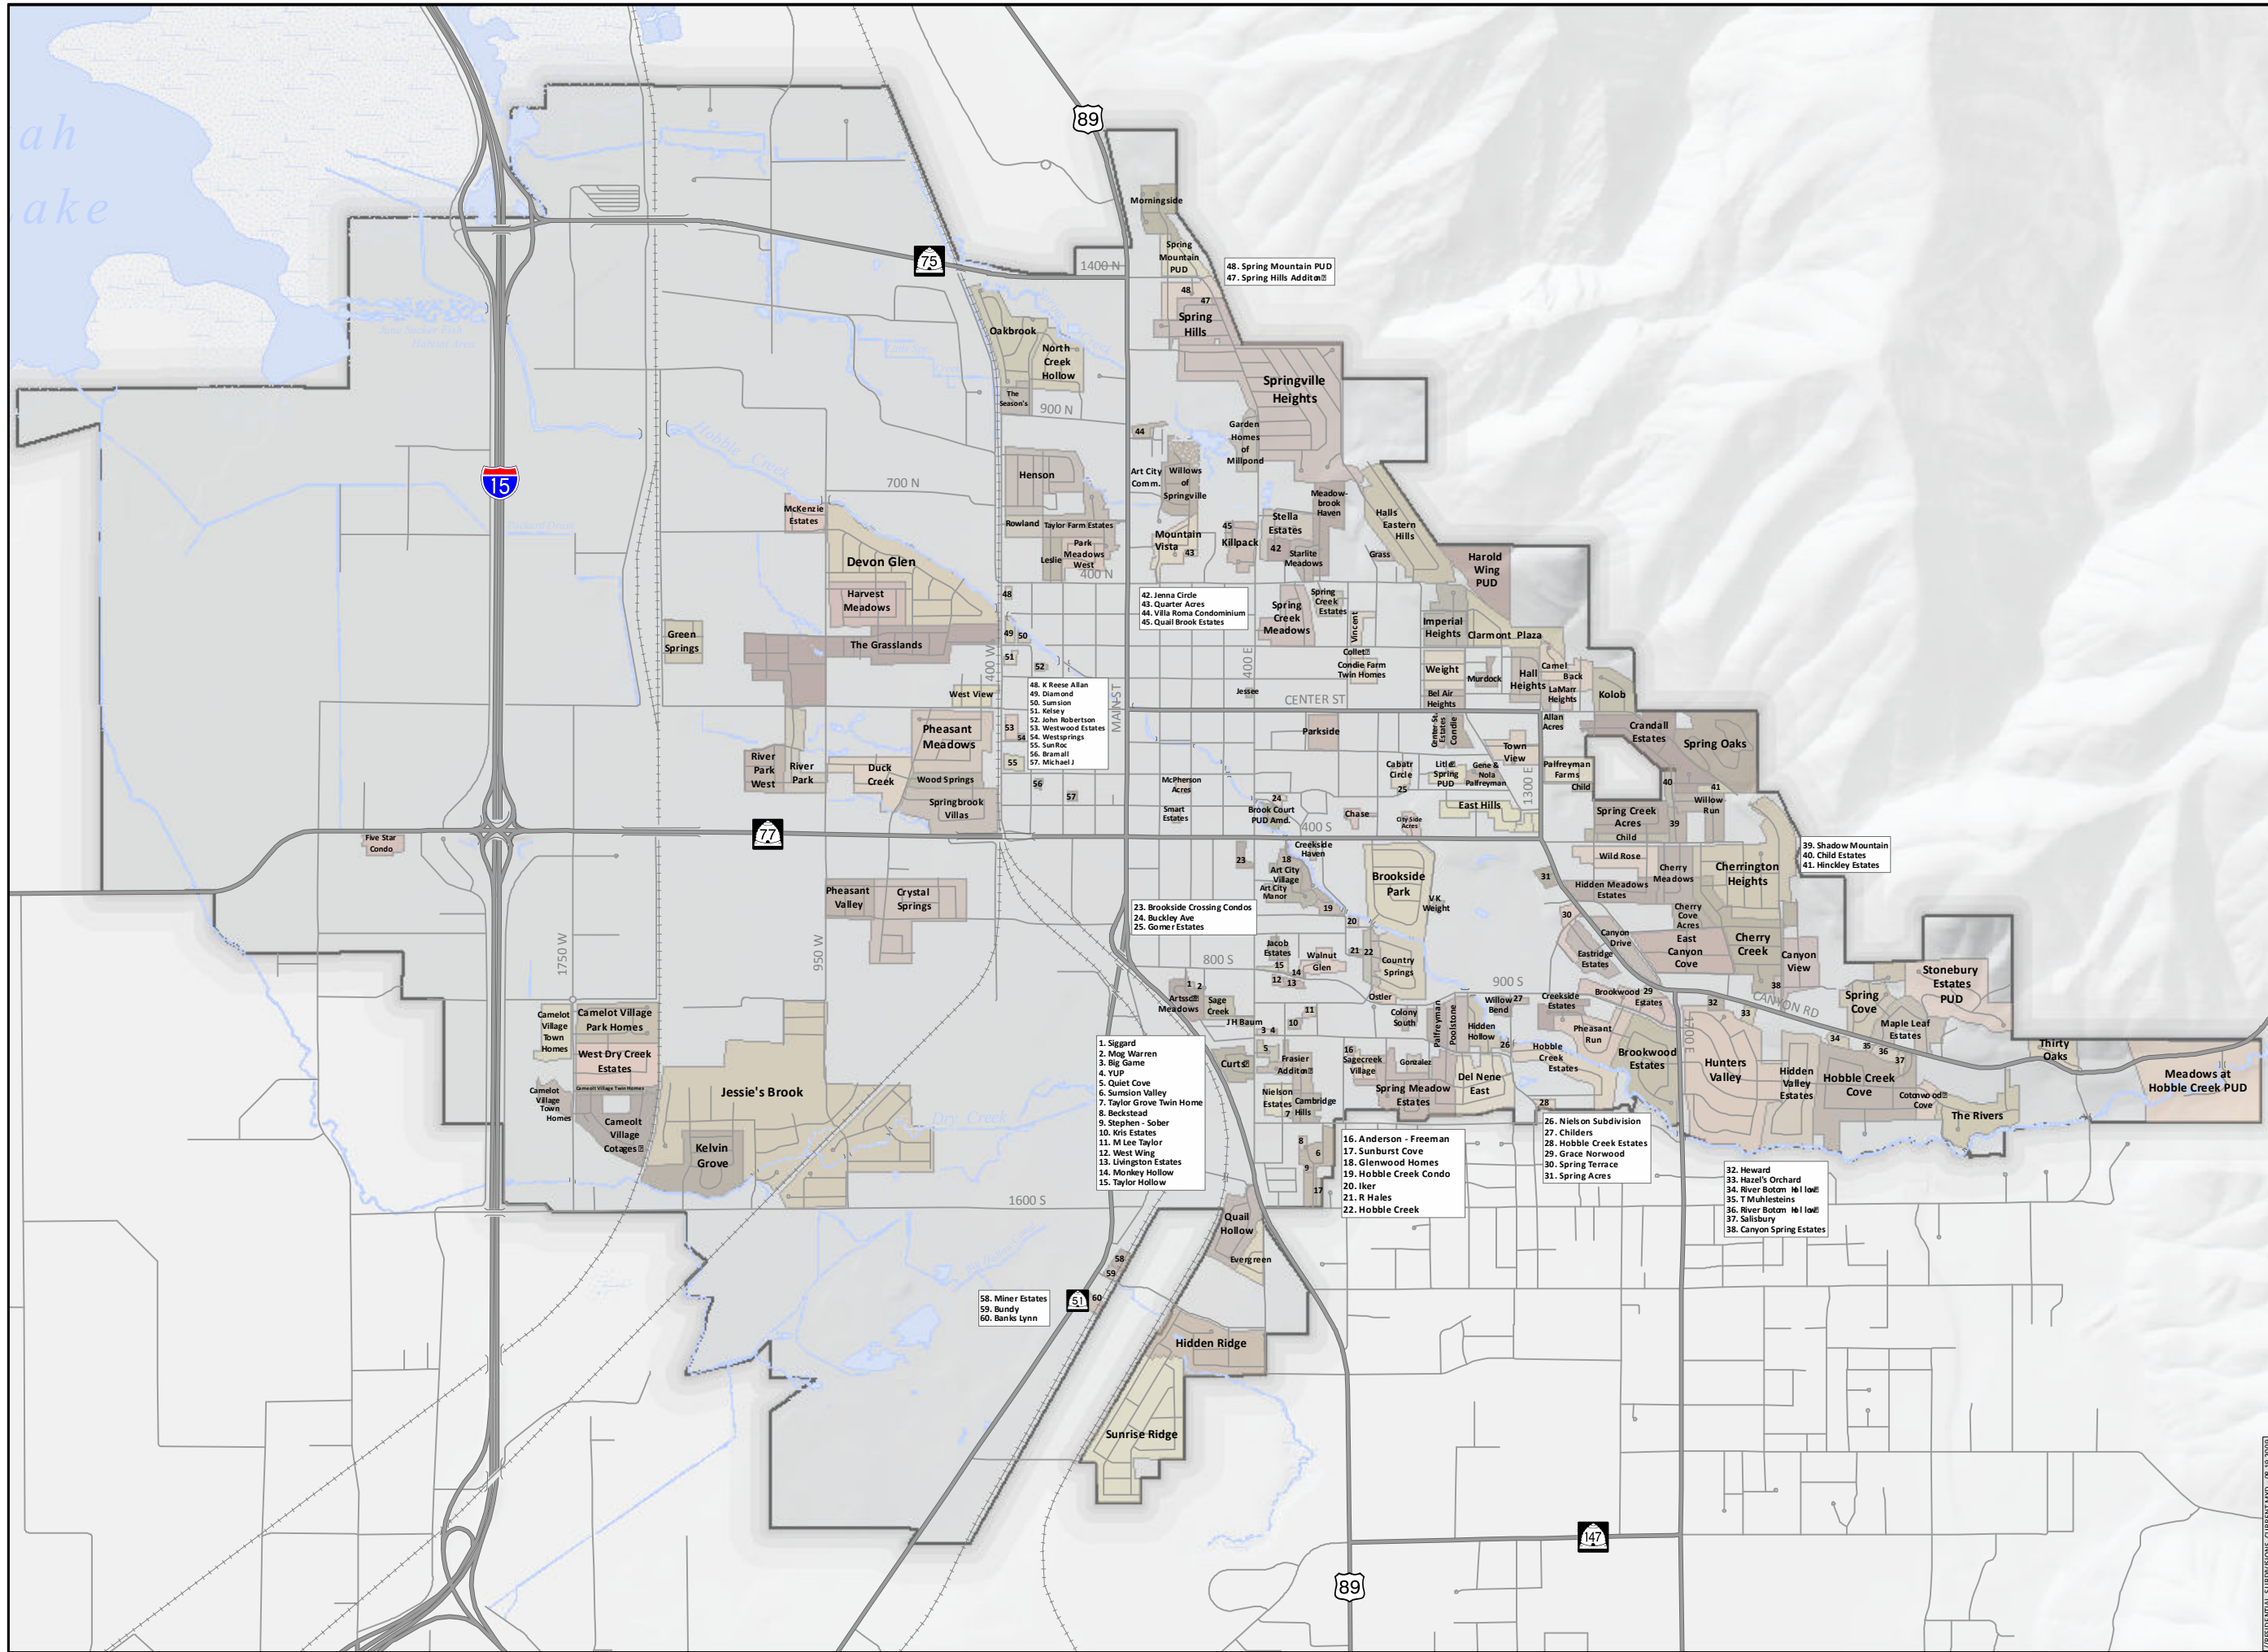 ah
ake
89
Morningside
Spring
Mountain
PUD
75
1400 N
48. Spring Mountain PUD
47. Spring Hills Additon
48
47
Spring
Hills
June Sucker Fish
Habitat Area
Oakbrook
North
Creek
Hollow
The
Season's
900 N
Springville
Heights
Hobble Creek
44
Garden
Homes
of
Millpond
15
700 N
Henson
Art City
Comm.
Willows
of
Springville
McKenzie
Estates
Meadow-
brook
Haven
Rowland
Taylor Farm Estates
Stella
Estates
Halls
Eastern
Hills
Mountain
Vista
43
45
Killpack
42
Starlite
Meadows
Grass
Park
Meadows
West
Leslie
400 N
Devon Glen
Harold
Wing
PUD
Harvest
Meadows
48
42. Jenna Circle
43. Quarter Acres
44. Villa Roma Condominium
45. Quail Brook Estates
Spring
Creek
Meadows
Spring
Creek
Estates
Vincent
Imperial
Heights
Clarmont Plaza
Green
Springs
The Grasslands
49
50
51
52
400 W
400 E
Collet
Condie Farm
Twin Homes
Weight
Murdock
Hall
Heights
Camel
Back
LaMarr
Heights
Kolob
West View
Jessee
CENTER ST
MAIN ST
Bel Air
Heights
48. K Reese Allan
49. Diamond
50. Sumsion
51. Kelsey
52. John Robertson
53. Westwood Estates
54. Westsprings
55. SunRoc
56. Bramall
57. Michael J
Pheasant
Meadows
53
54
Parkside
Center St.
Estates
Condie
Allan
Acres
Crandall
Estates
Spring Oaks
Town
View
River
Park
West
River
Park
Duck
Creek
Wood Springs
Springbrook
Villas
55
56
57
McPherson
Acres
Smart
Estates
24
Brook Court
PUD Amd.
Cabatr
Circle
25
Spring
PUD
Gene &
Nola
Palfreyman
1300 E
Palfreyman
Farms
Child
40
41
Willow
Run
Chase
City Side
Acres
East Hills
Spring Creek
Acres
39
Child
400 S
77
Five Star
Condo
39. Shadow Mountain
40. Child Estates
41. Hinckley Estates
23
Creekside
Haven
18
Art City
Village
Art City
Manor
19
20
Brookside
Park
V K
Weight
31
Wild Rose
Cherry
Meadows
Cherrington
Heights
Hidden Meadows
Estates
Pheasant
Valley
Crystal
Springs
23. Brookside Crossing Condos
24. Buckley Ave
25. Gomer Estates
30
Cherry
Cove
Acres
Canyon
Drive
Eastridge
Estates
East
Canyon
Cove
Cherry
Creek
Canyon
View
1750 W
950 W
Jacob
Estates
15
14
12
13
Walnut
Glen
21
22
Country
Springs
800 S
900 S
38
Stonebury
Estates
PUD
1
2
Meadows
Sage
Creek
J H Baum
3
4
10
11
Ostler
Colony
South
Palfreyman
Poolstone
Willow
Bend
27
Hidden
Hollow
26
Creekside
Estates
Brookwood
Estates
29
32
33
CANYON RD
Spring
Cove
Maple Leaf
Estates
34
35
36
37
Camelot
Village
Town
Homes
Camelot Village
Park Homes
West Dry Creek
Estates
Cameolt Village Twin Homes
Camelot
Village
Town
Homes
Cameolt
Village
Cotages
Jessie's Brook
Kelvin
Grove
Dry Creek
1. Siggard
2. Mog Warren
3. Big Game
4. YUP
5. Quiet Cove
6. Sumsion Valley
7. Taylor Grove Twin Home
8. Beckstead
9. Stephen - Sober
10. Kris Estates
11. M Lee Taylor
12. West Wing
13. Livingston Estates
14. Monkey Hollow
15. Taylor Hollow
Curts
5
Frasier
Additon
Nielson
Estates
7
Cambridge
Hills
16
Sagecreek
Village
Gonzalez
Spring Meadow
Estates
Del Nene
East
Hobble
Creek
Estates
Pheasant
Run
28
Brookwood
Estates
1700 E
Hunters
Valley
Hidden
Valley
Estates
Hobble Creek
Cove
Cove
The Rivers
Thirty
Oaks
Meadows at
Hobble Creek PUD
8
6
9
17
16. Anderson - Freeman
17. Sunburst Cove
18. Glenwood Homes
19. Hobble Creek Condo
20. Iker
21. R Hales
22. Hobble Creek
26. Nielson Subdivision
27. Childers
28. Hobble Creek Estates
29. Grace Norwood
30. Spring Terrace
31. Spring Acres
32. Heward
33. Hazel's Orchard
34. River Botom
35. T Muhlesteins
36. River Botom
37. Salisbury
38. Canyon Spring Estates
1600 S
Quail
Hollow
Evergreen
58
59
60
51
58. Miner Estates
59. Bundy
60. Banks Lynn
Hidden Ridge
Sunrise Ridge
147
89